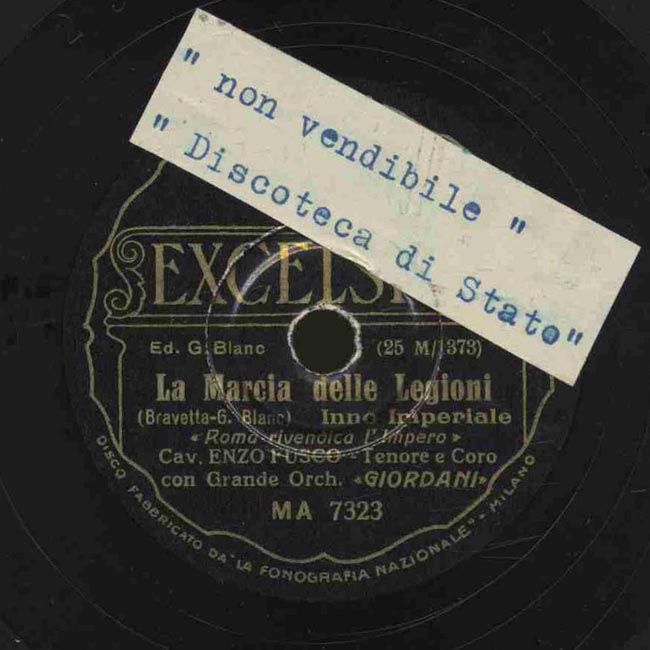 " non vendibile "
" Discoteca di Stato"
EXCELS
Ed. G. Blanc (25 M/1373)
La Marcia delle Legioni
(Bravetta-G. Blanc) Inno Imperiale
«Roma rivendica l'Impero»
Cav. ENZO FUSCO - Tenore e Coro
con Grande Orch. «GIORDANI»
MA 7323
DISCO FABBRICATO DA "LA FONOGRAFIA NAZIONALE" - MILANO